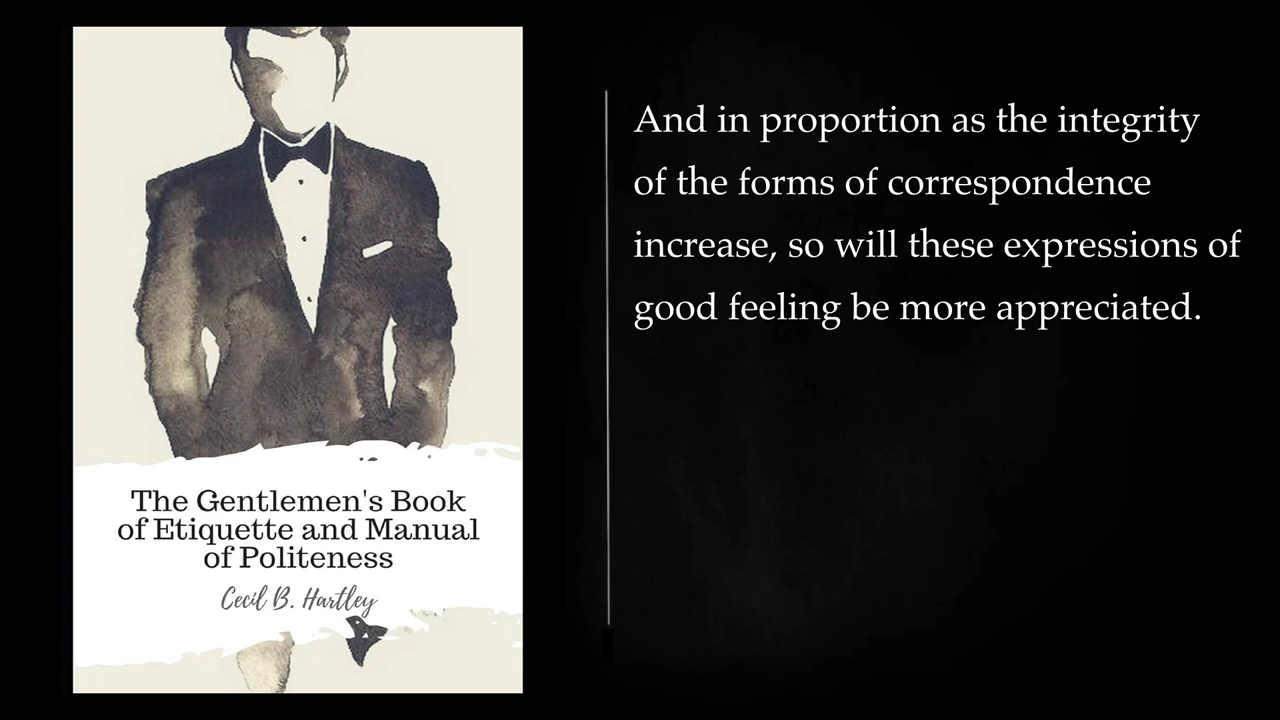 The Gentlemen's Book
of Etiquette and Manual
of Politeness
Cecil B. Hartley
And in proportion as the integrity
of the forms of correspondence
increase, so will these expressions of
good feeling be more appreciated.